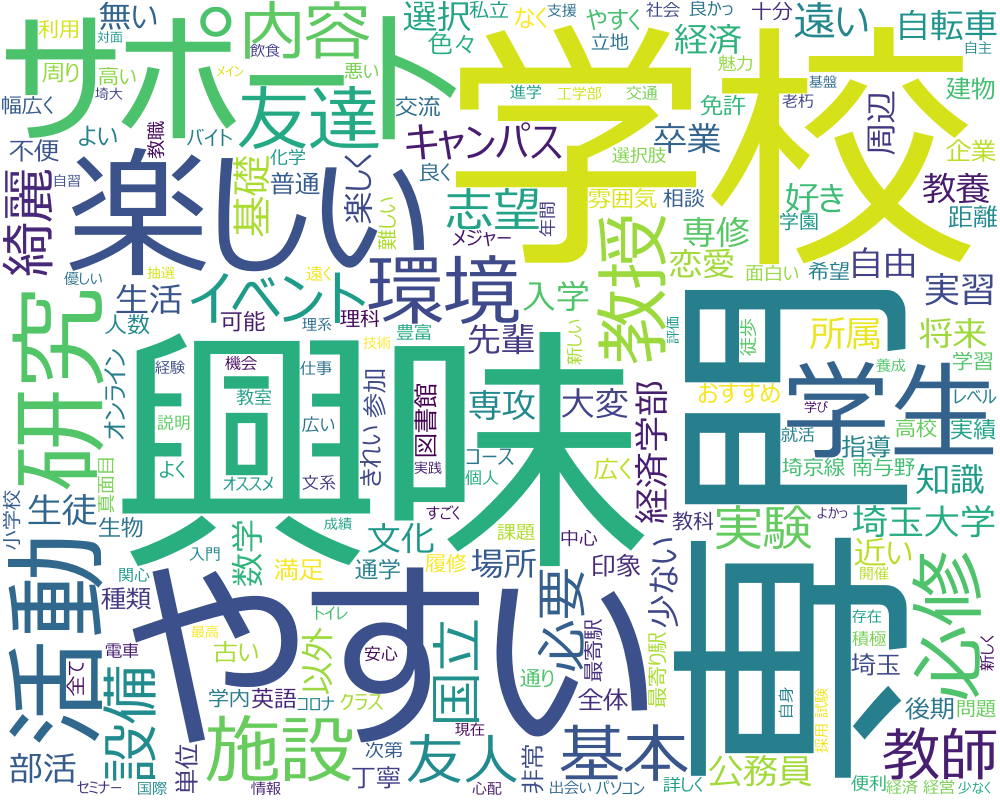 サポート
内容
友達
学校
楽しい
興味
やすい
専門
学生
研究
活動
環境
教授
イベント
キャンパス
志望
施設
設備
国立
友人
基本
必要
必修
教師
実験
埼玉大学
経済学部
綺麗
基礎
生活
入学
先輩
専攻
大変
専修
恋愛
教養
自由
実習
将来
所属
指導
知識
近い
公務員
丁寧
部活
生徒
数学
文化
場所
印象
少ない
選択
経済
遠い
自転車
周辺
卒業
好き
企業
建物
距離
無い
利用
対面
周り
高い
飲食
メイン
悪い
埼大
幅広く
交流
よい
バイト
教職
不便
自習
化学
普通
楽しく
難しい
良く
メジャー
年間
色々
私立
なく
支援
やすく
立地
社会
良かっ
十分
魅力
基盤
自主
進学
工学部
交通
免許
老朽
選択肢
雰囲気
相談
学園
面白い
希望
優しい
抽選
遠く
人数
可能
理系
理科
豊富
新しい
評価
徒歩
養成
学習
おすすめ
レベル
学び
就活
高校
実績
埼京線
南与野
オンライン
経験
機会
技術
仕事
参加
教室
説明
広い
きれい
図書館
コース
個人
広く
よく
オススメ
文系
実践
真面目
小学校
生物
成績
すごく
課題
教科
よかっ
入門
中心
関心
満足
通学
履修
種類
開催
存在
積極
新しく
トイレ
最高
電車
古い
以外
安心
最寄駅
最寄り駅
通り
埼玉
全て
学内
英語
コロナ
クラス
全体
自身
後期
問題
現在
採用
試験
単位
次第
非常
便利
経済
経営
少なく
セミナー
国際
情報
心配
出会い
パソコン
詳しく